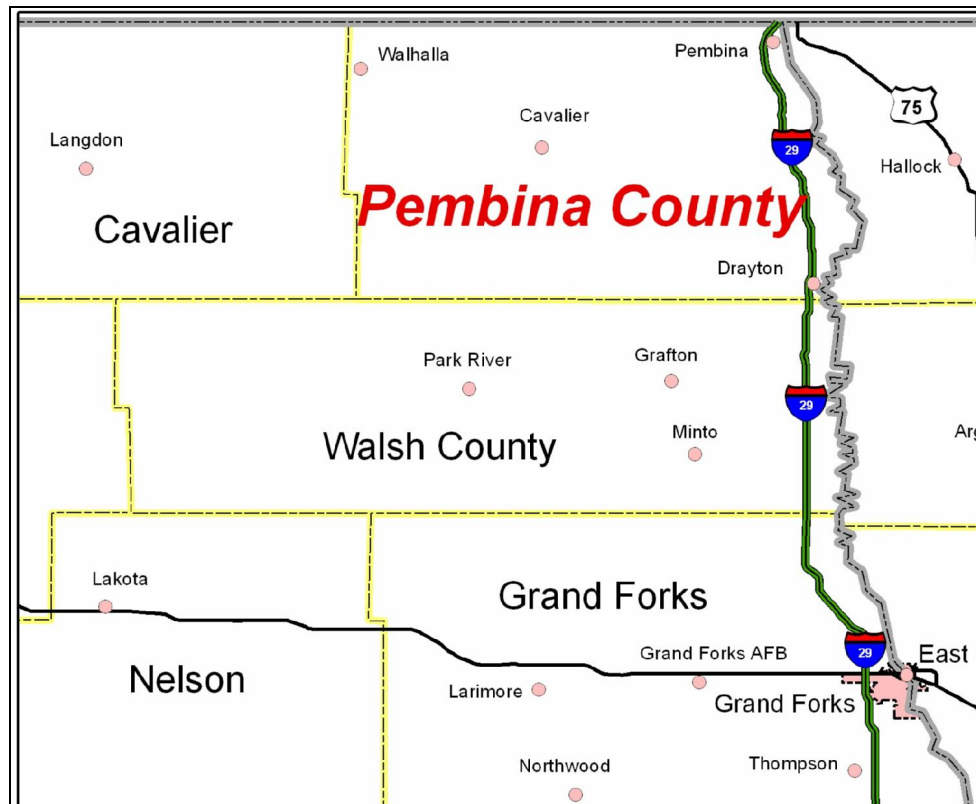 Pembina
Walhalla
75
Cavalier
Langdon
29
Hallock
Pembina County
Cavalier
Drayton
Park River
Grafton
29
Minto
Walsh County
Lakota
Grand Forks
29
East
Grand Forks AFB
Nelson
Larimore
Grand Forks
Northwood
Thompson